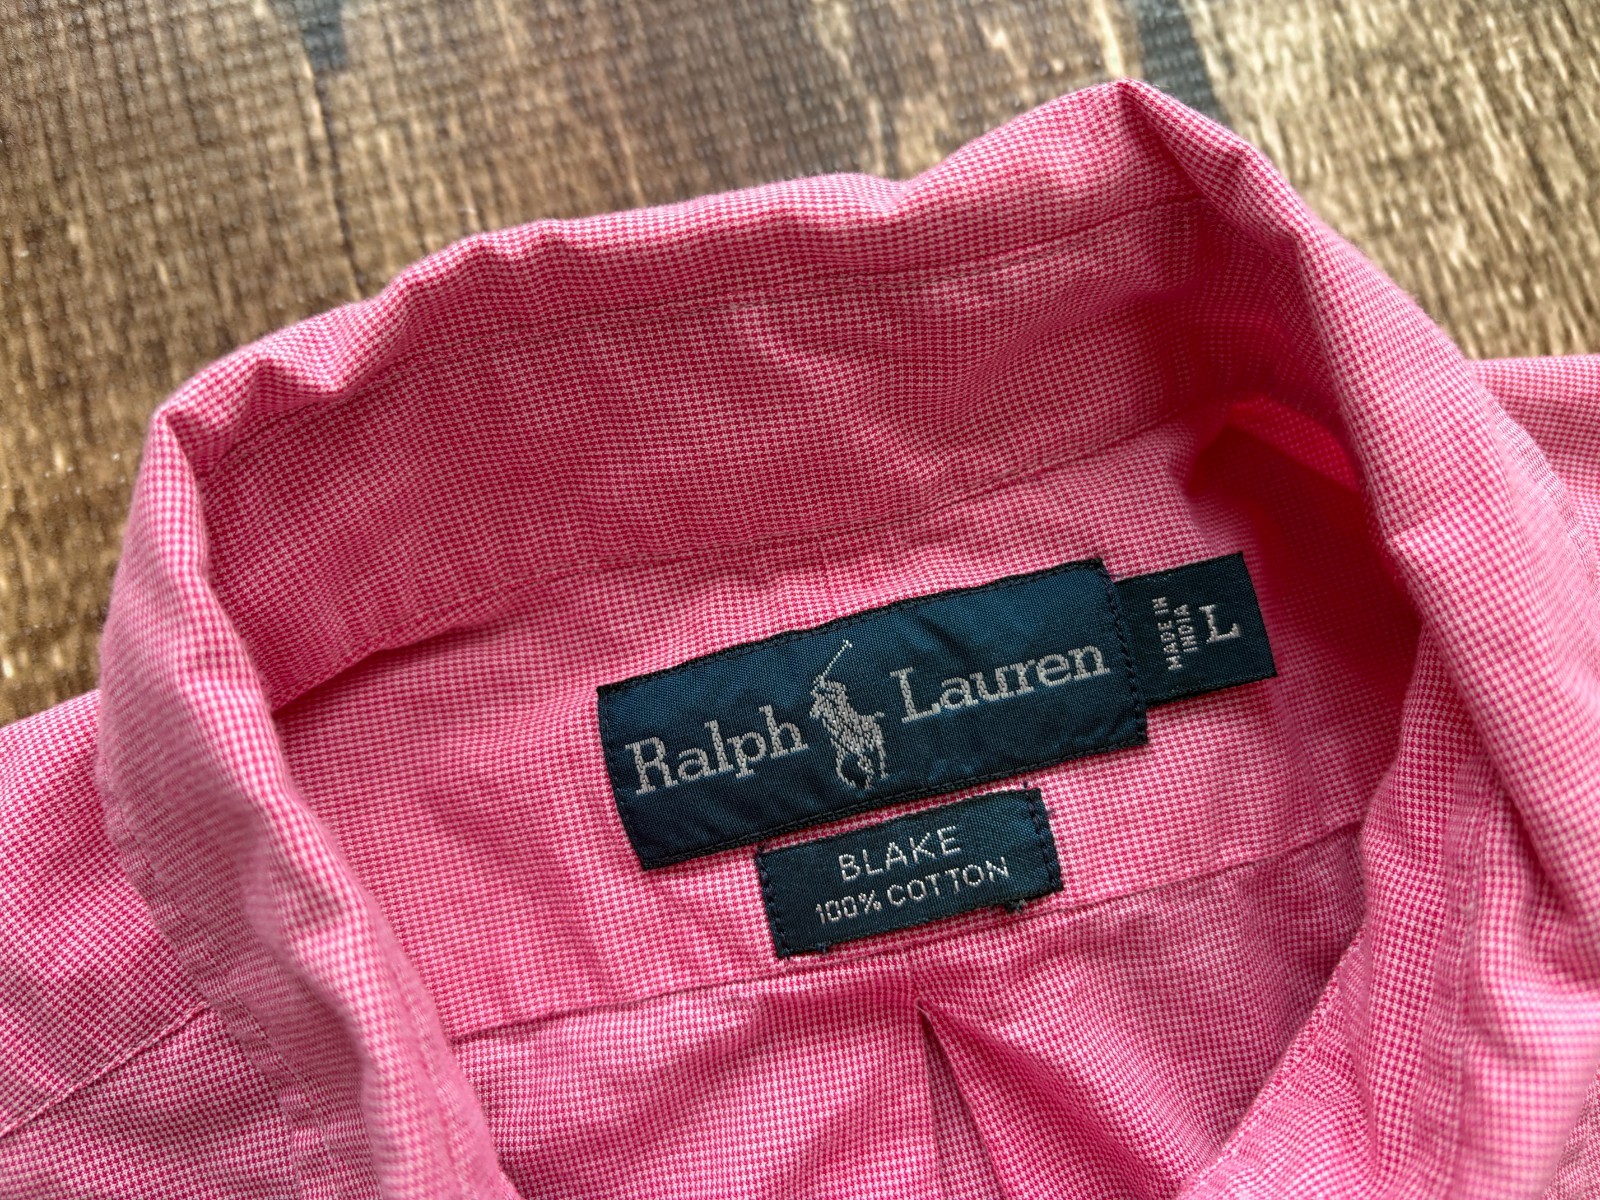 Ralph Lauren
MADE IN
INDIA
L
BLAKE
100% COTTON